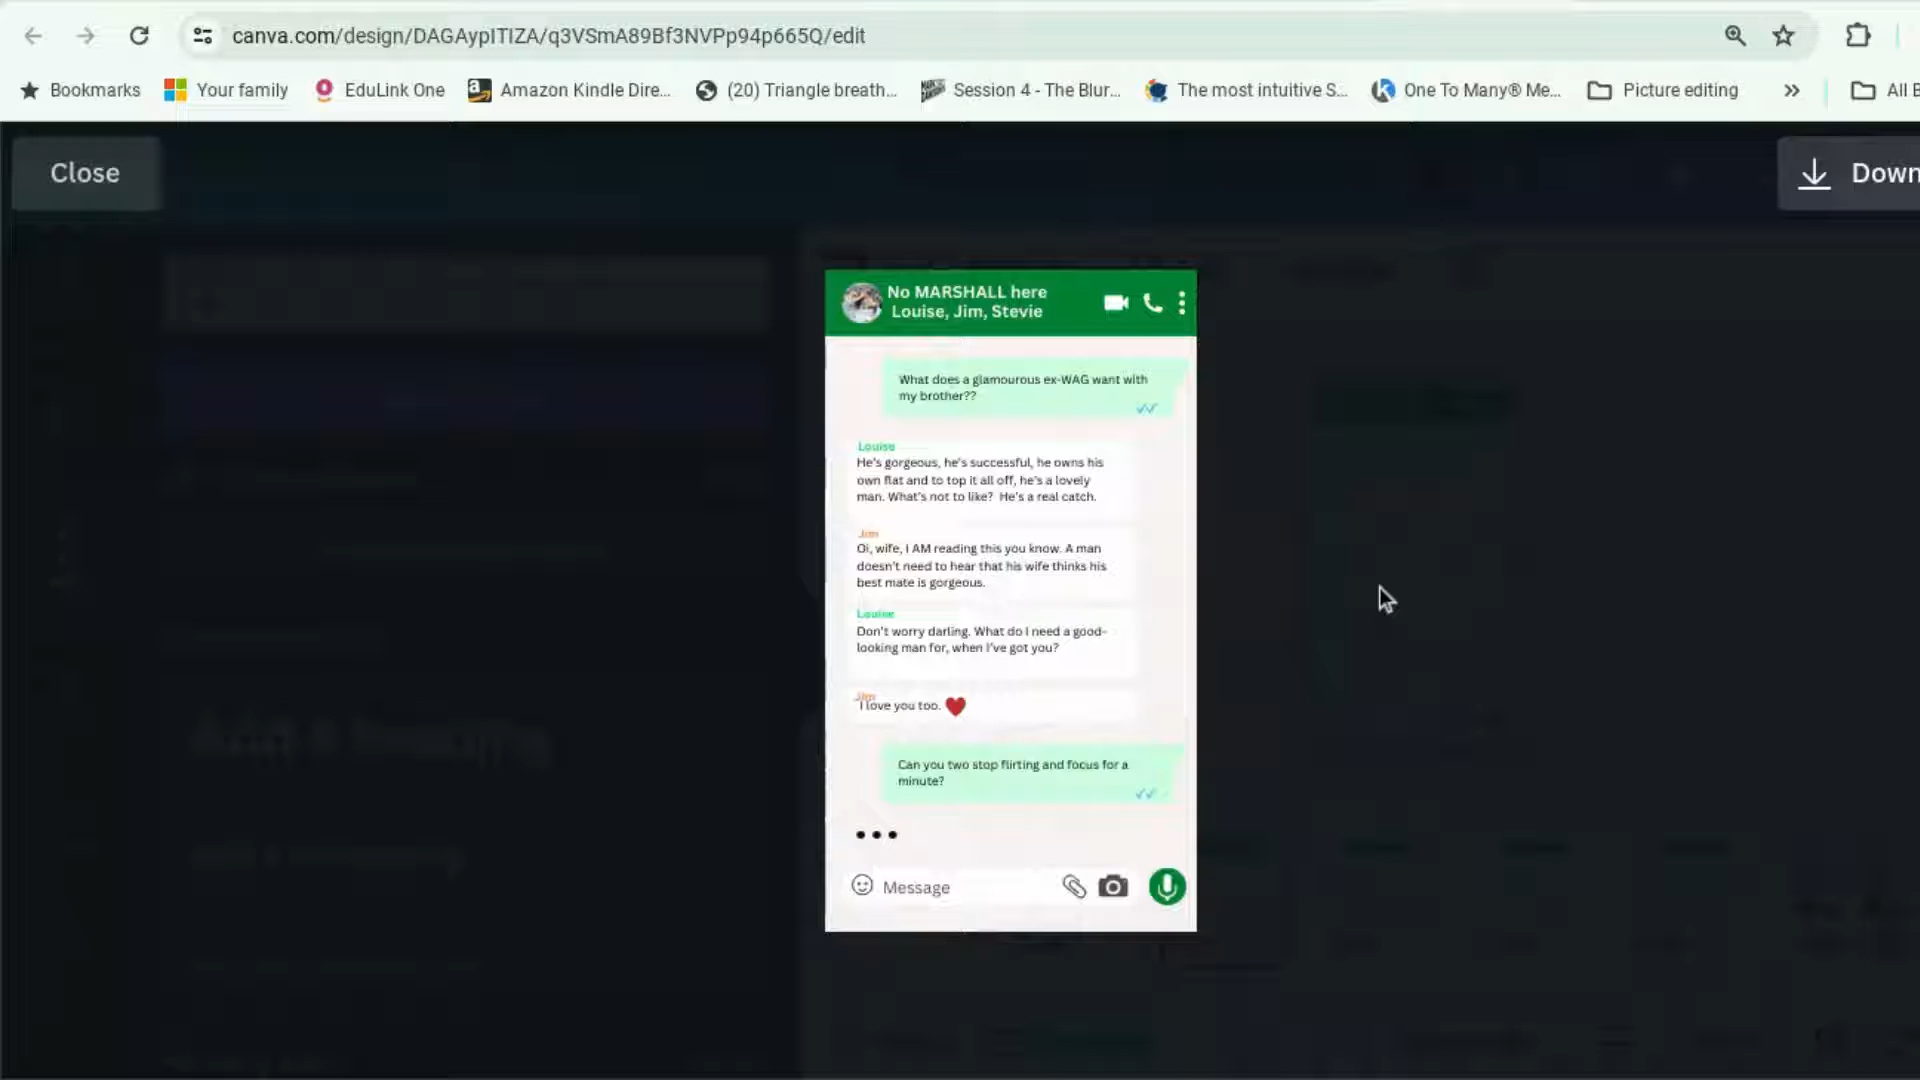 canva.com/design/DAGAypITIZA/q3VSmA89Bf3NVPp94p665Q/edit
Bookmarks Your family EduLink One Amazon Kindle Dire... (20) Triangle breath... Session 4 - The Blur... The most intuitive S... One To Many® Me... Picture editing » All B
Close
Down
No MARSHALL here
Louise, Jim, Stevie
What does a glamourous ex-WAG want with
my brother??
Louise
He's gorgeous, he's successful, he owns his
own flat and to top it all off, he's a lovely
man. What's not to like? He's a real catch.
Jim
Oi, wife, I AM reading this you know. A man
doesn't need to hear that his wife thinks his
best mate is gorgeous.
Louise
Don't worry darling. What do I need a good-
looking man for, when I've got you?
Jim
I love you too.
Can you two stop flirting and focus for a
minute?
Message